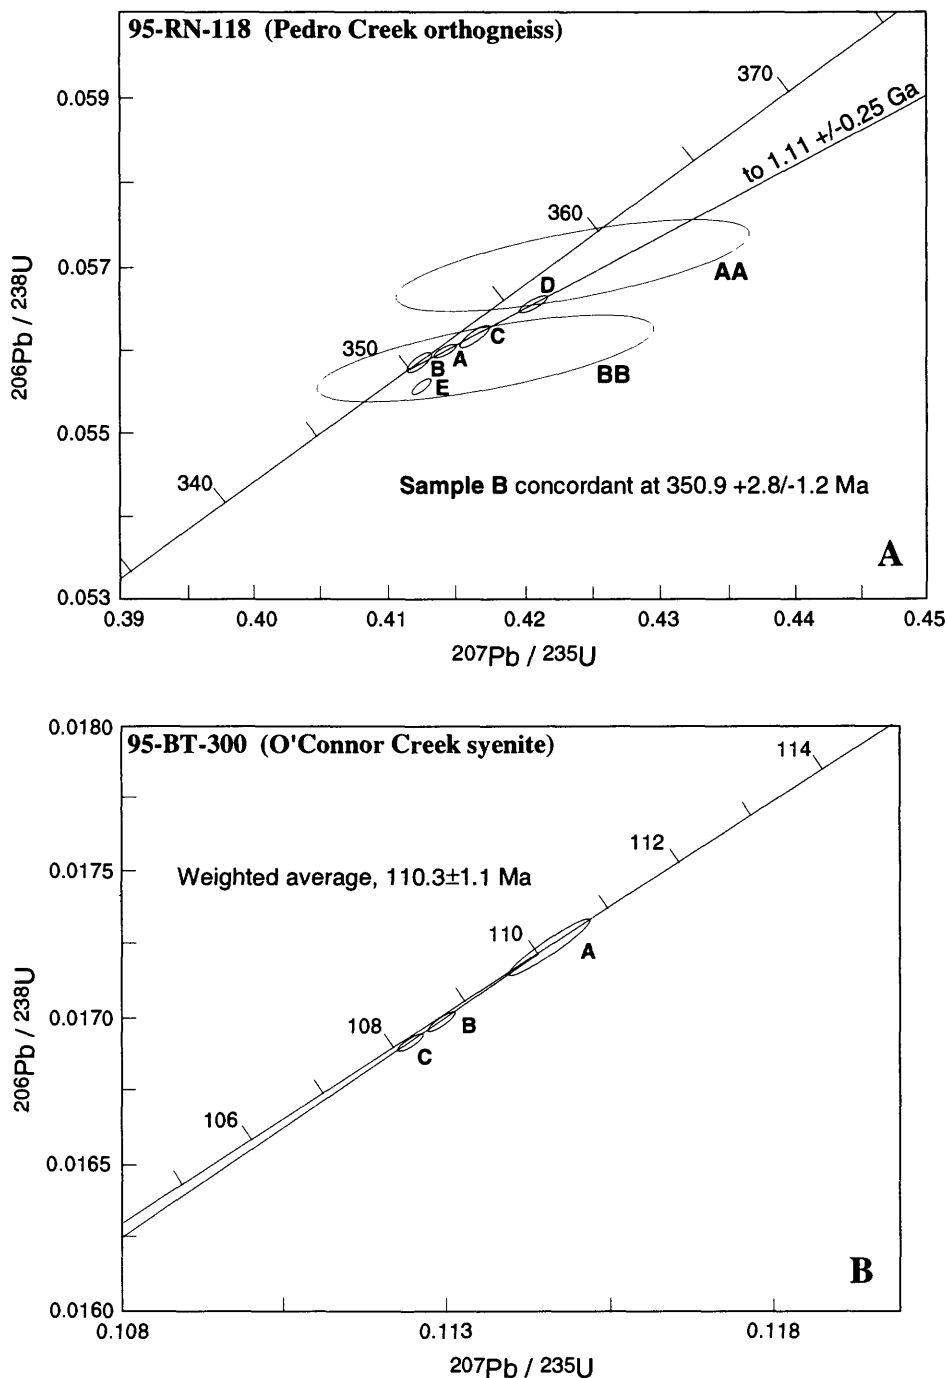 95-RN-118 (Pedro Creek orthogneiss)
370
0.059
to 1.11 +/-0.25 Ga
360
0.057
AA
D
C
350
A
B
BB
E
206Pb / 238U
0.055
340
Sample B concordant at 350.9 +2.8/-1.2 Ma
A
0.053
0.39
0.40
0.41
0.42
0.43
0.44
0.45
207Pb / 235U
0.0180
95-BT-300 (O'Connor Creek syenite)
114
112
0.0175
Weighted average, 110.3±1.1 Ma
110
A
206Pb / 238U
0.0170
108
B
C
106
0.0165
B
0.0160
0.108
0.113
0.118
207Pb / 235U